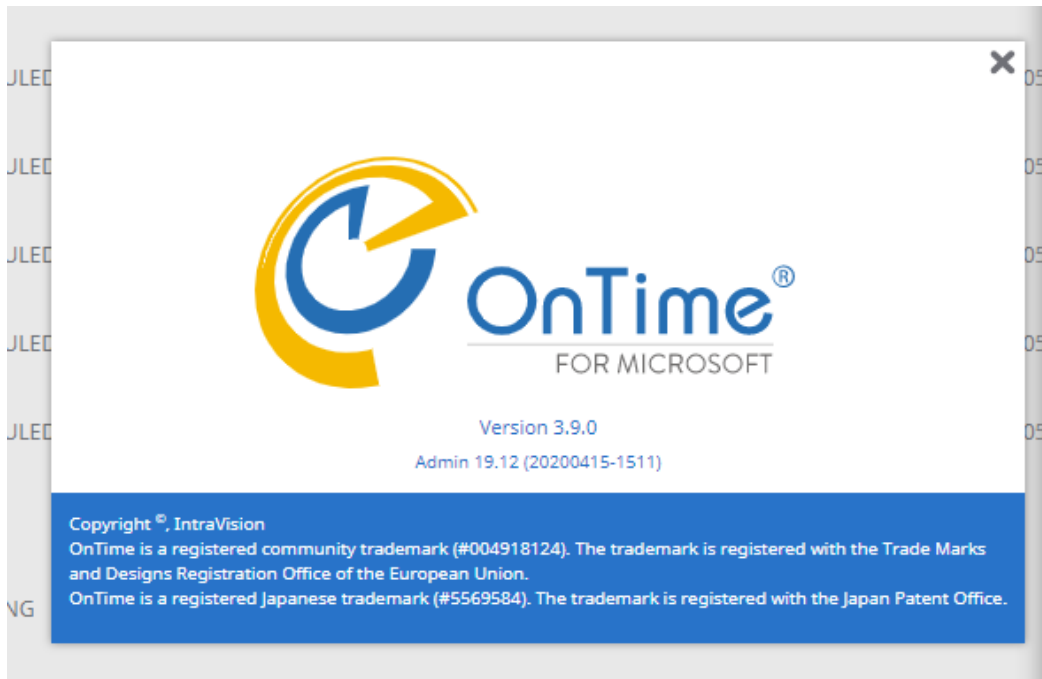 OnTime®
FOR MICROSOFT
Version 3.9.0
Admin 19.12 (20200415-1511)
Copyright ©, IntraVision
OnTime is a registered community trademark (#004918124). The trademark is registered with the Trade Marks
and Designs Registration Office of the European Union.
OnTime is a registered Japanese trademark (#5569584). The trademark is registered with the Japan Patent Office.